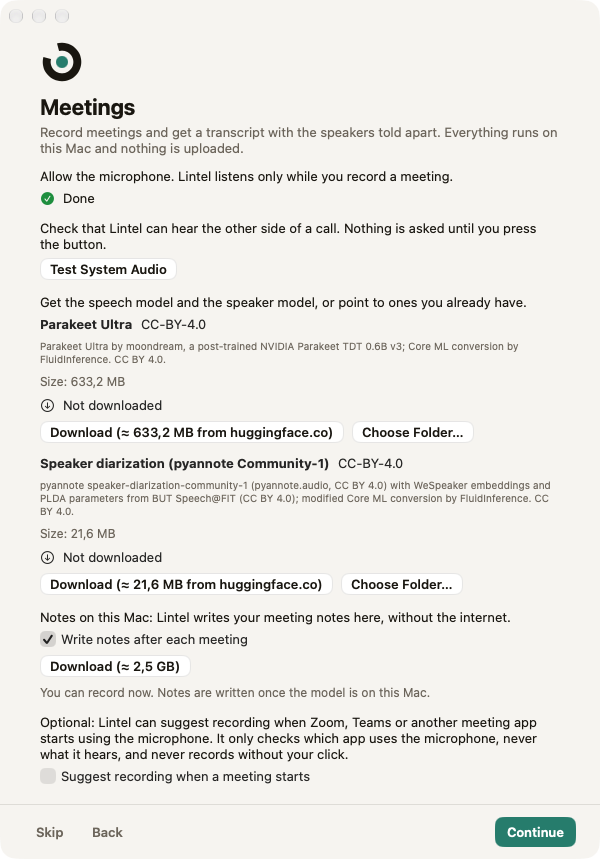 Meetings
Record meetings and get a transcript with the speakers told apart. Everything runs on
this Mac and nothing is uploaded.
Allow the microphone. Lintel listens only while you record a meeting.
Done
Check that Lintel can hear the other side of a call. Nothing is asked until you press
the button.
Test System Audio
Get the speech model and the speaker model, or point to ones you already have.
Parakeet Ultra CC-BY-4.0
Parakeet Ultra by moondream, a post-trained NVIDIA Parakeet TDT 0.6B v3; Core ML conversion by
FluidInference. CC BY 4.0.
Size: 633,2 MB
Not downloaded
Download (≈ 633,2 MB from huggingface.co) Choose Folder...
Speaker diarization (pyannote Community-1) CC-BY-4.0
pyannote speaker-diarization-community-1 (pyannote.audio, CC BY 4.0) with WeSpeaker embeddings and
PLDA parameters from BUT Speech@FIT (CC BY 4.0); modified Core ML conversion by FluidInference. CC
BY 4.0.
Size: 21,6 MB
Not downloaded
Download (≈ 21,6 MB from huggingface.co) Choose Folder...
Notes on this Mac: Lintel writes your meeting notes here, without the internet.
Write notes after each meeting
Download (≈ 2,5 GB)
You can record now. Notes are written once the model is on this Mac.
Optional: Lintel can suggest recording when Zoom, Teams or another meeting app
starts using the microphone. It only checks which app uses the microphone, never
what it hears, and never records without your click.
Suggest recording when a meeting starts
Skip Back Continue